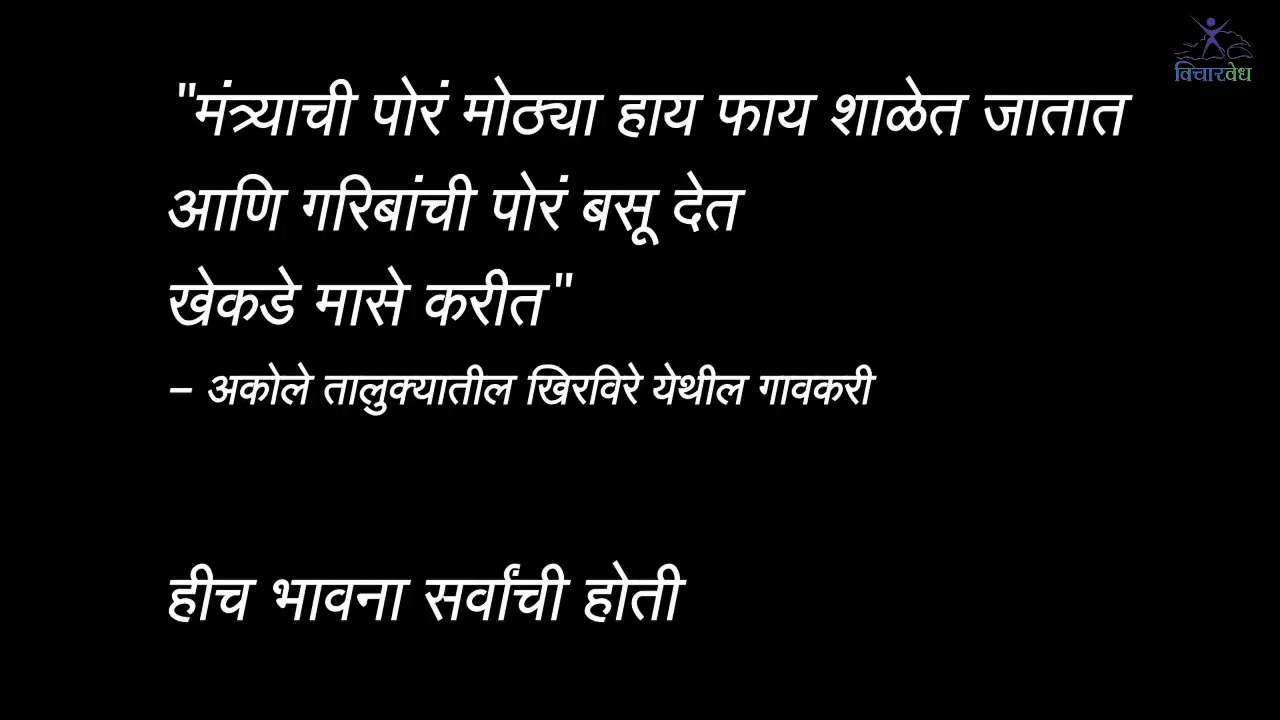 विचारवेध
"मंत्र्याची पोरं मोठ्या हाय फाय शाळेत जातात
आणि गरिबांची पोरं बसू देत
खेकडे मासे करीत"
– अकोले तालुक्यातील खिरविरे येथील गावकरी
हीच भावना सर्वांची होती